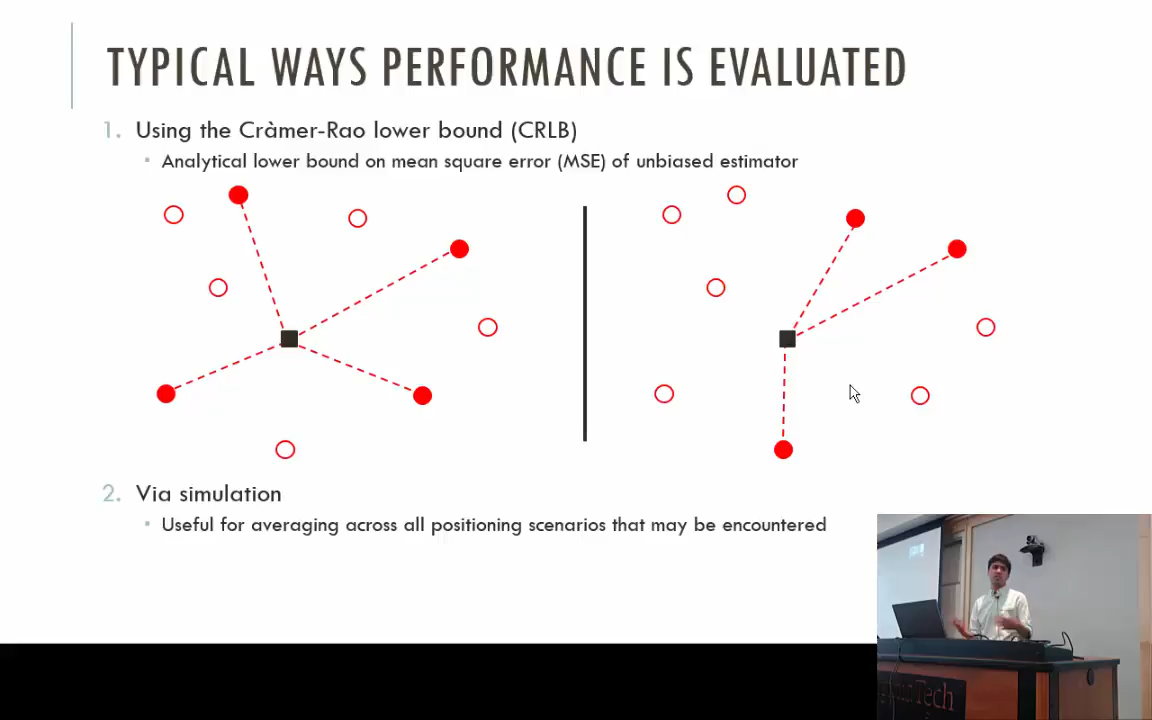 TYPICAL WAYS PERFORMANCE IS EVALUATED
1. Using the Cràmer-Rao lower bound (CRLB)
▪ Analytical lower bound on mean square error (MSE) of unbiased estimator
2. Via simulation
▪ Useful for averaging across all positioning scenarios that may be encountered
Tech